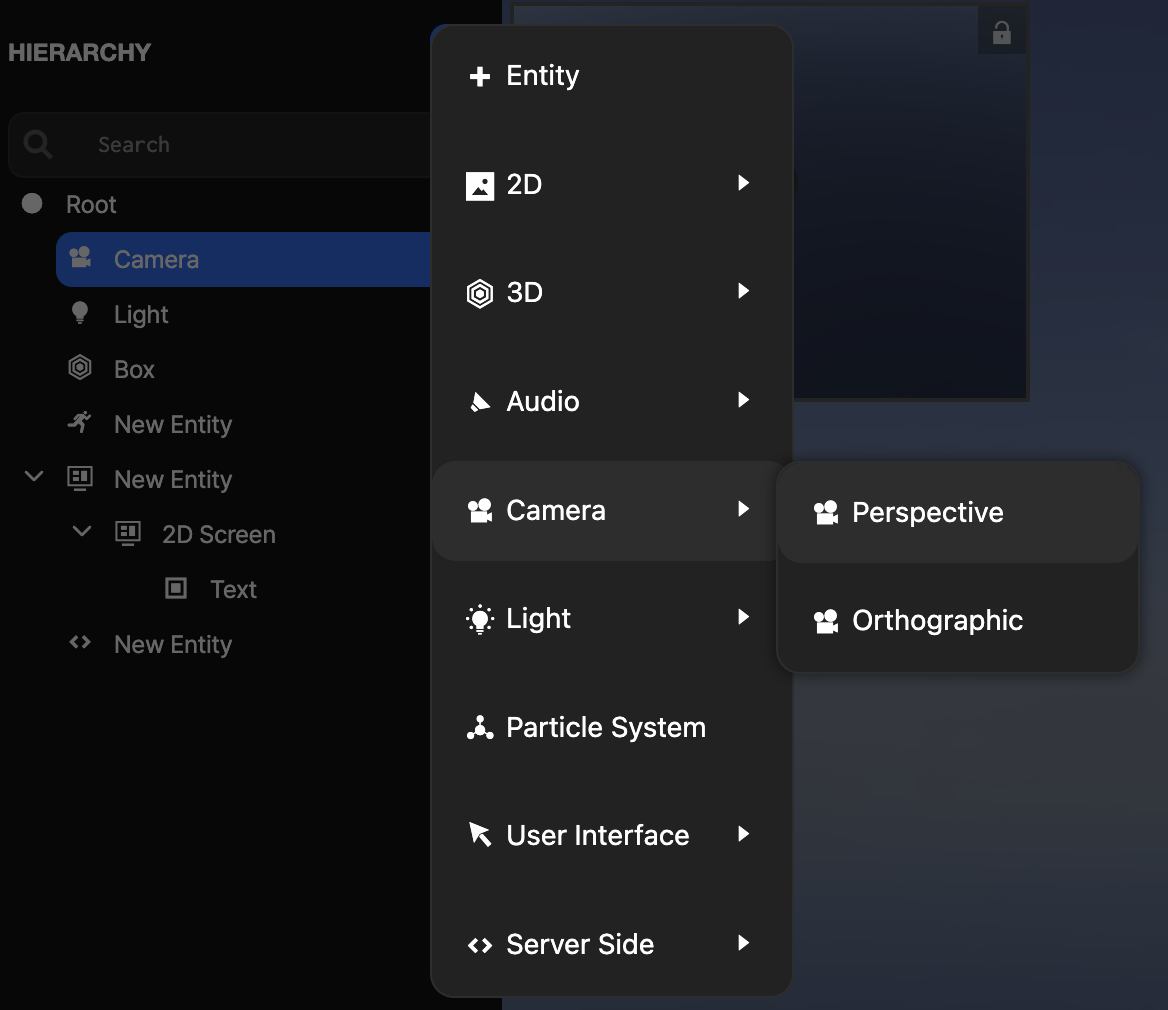 HIERARCHY
Search
Root
Camera
Light
Box
New Entity
New Entity
2D Screen
Text
New Entity
Entity
2D
3D
Audio
Camera
Light
Particle System
User Interface
Server Side
Perspective
Orthographic